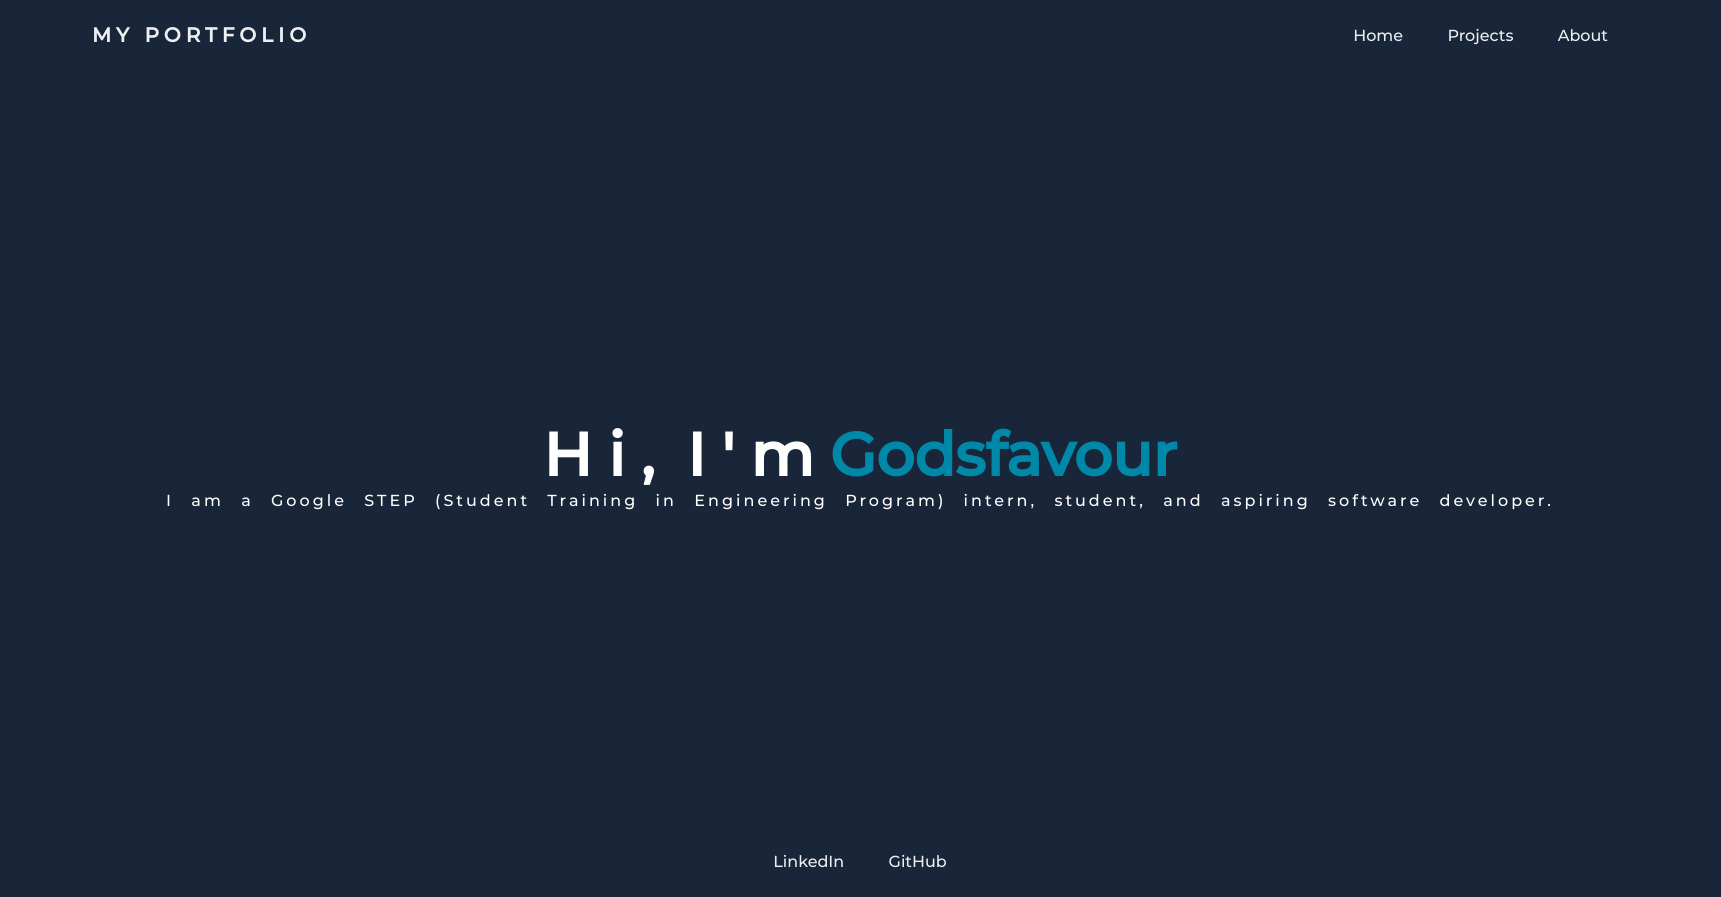 MY PORTFOLIO
Home Projects About
Hi, I'm Godsfavour
I am a Google STEP (Student Training in Engineering Program) intern, student, and aspiring software developer.
LinkedIn GitHub